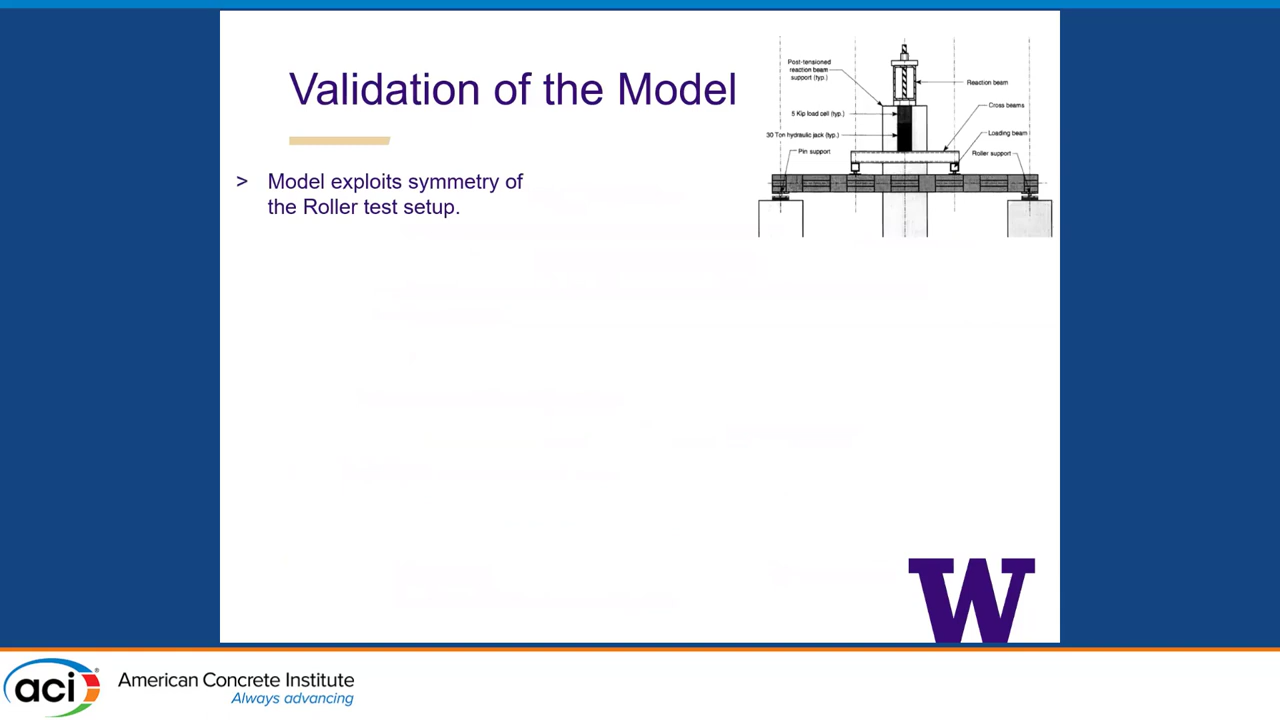 Validation of the Model
> Model exploits symmetry of
the Roller test setup.
Post-tensioned
reaction beam
support (typ.)
Reaction beam
Cross beams
5 Kip load cell (typ.)
Loading beam
30 Ton hydraulic jack (typ.)
Pin support
Roller support
W
aci®
American Concrete Institute
Always advancing